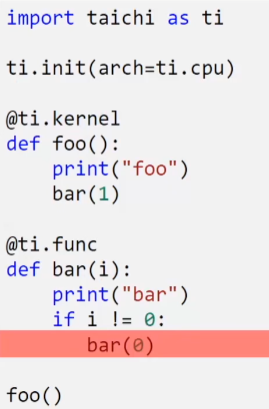 import taichi as ti
ti.init(arch=ti.cpu)
@ti.kernel
def foo():
    print("foo")
    bar(1)
@ti.func
def bar(i):
    print("bar")
    if i != 0:
        bar(0)
foo()